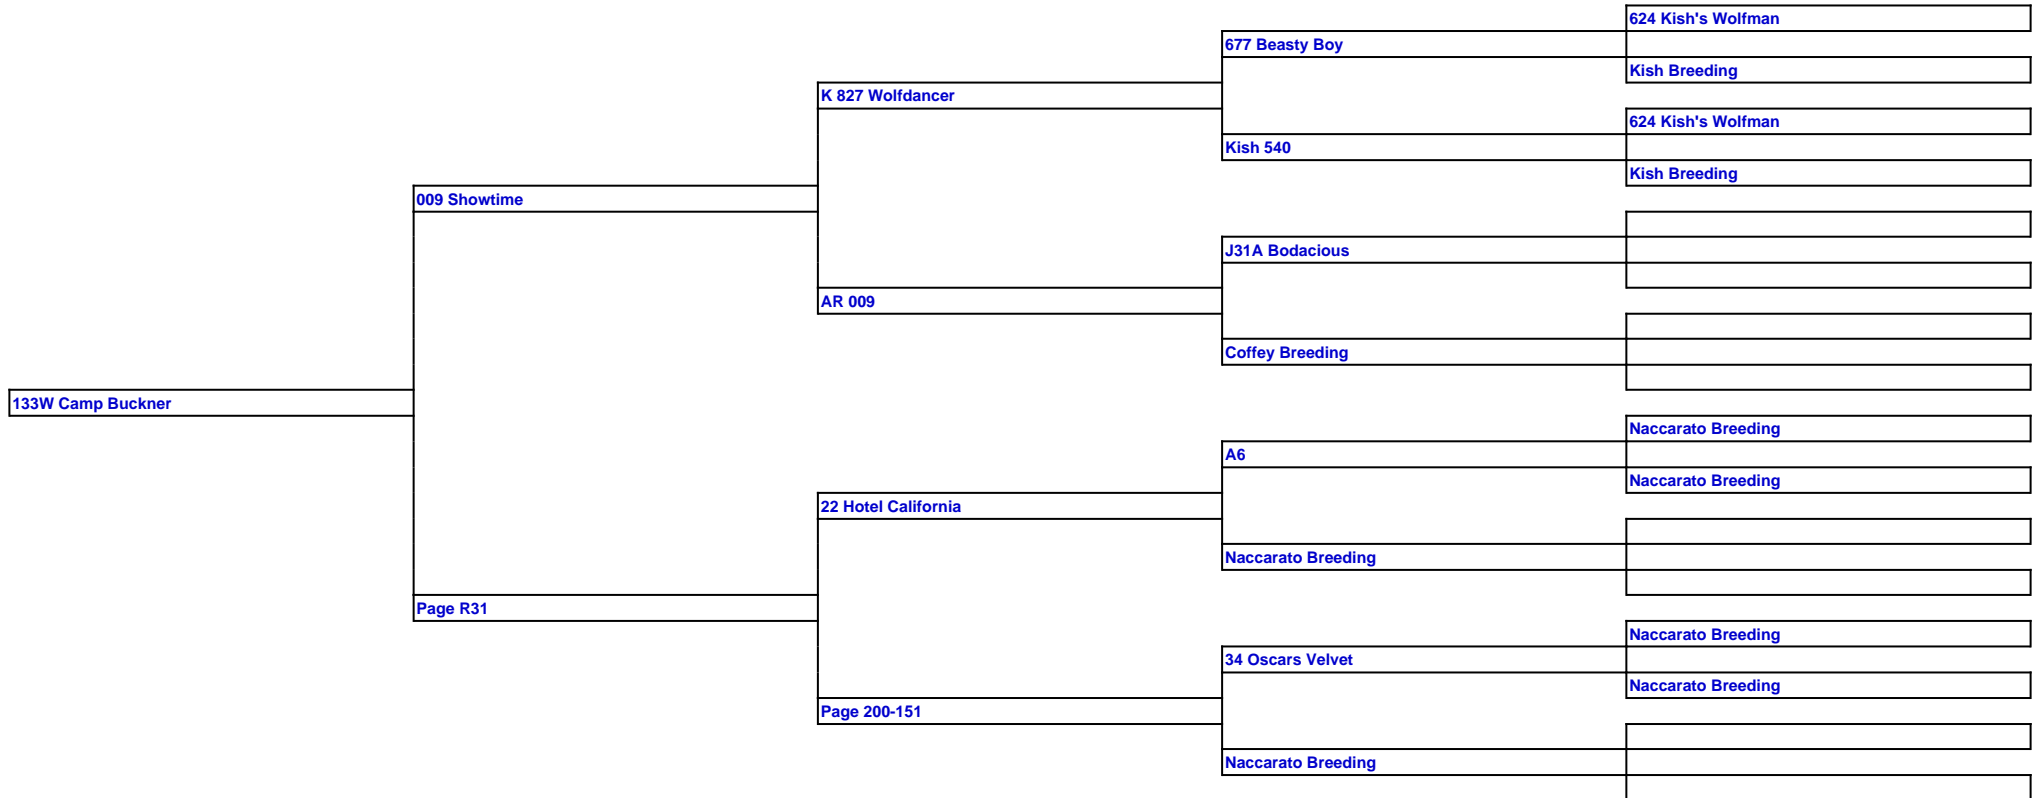 624 Kish's Wolfman
677 Beasty Boy
Kish Breeding
K 827 Wolfdancer
624 Kish's Wolfman
Kish 540
Kish Breeding
009 Showtime
J31A Bodacious
AR 009
Coffey Breeding
133W Camp Buckner
Naccarato Breeding
A6
Naccarato Breeding
22 Hotel California
Naccarato Breeding
Page R31
Naccarato Breeding
34 Oscars Velvet
Naccarato Breeding
Page 200-151
Naccarato Breeding